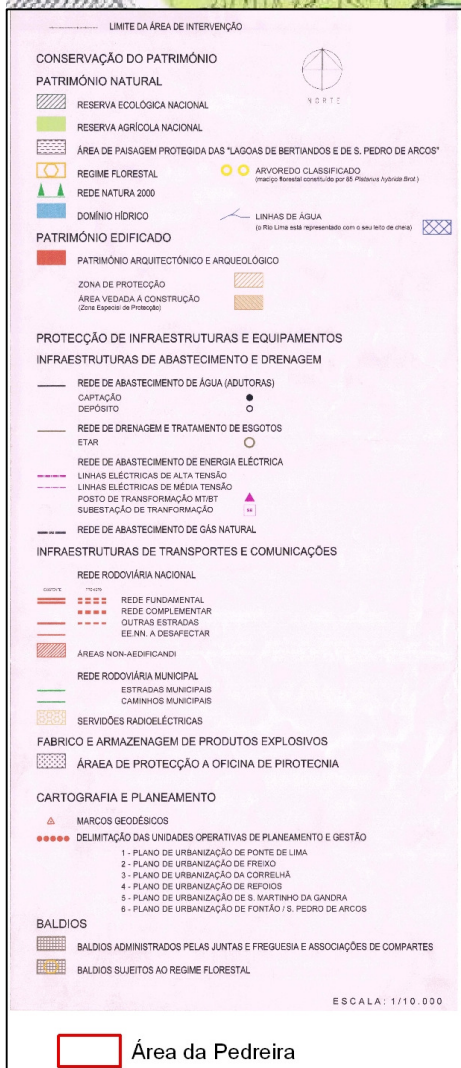 LIMITE DA ÁREA DE INTERVENÇÃO
CONSERVAÇÃO DO PATRIMÓNIO
PATRIMÓNIO NATURAL
NORTE
RESERVA ECOLÓGICA NACIONAL
RESERVA AGRÍCOLA NACIONAL
ÁREA DE PAISAGEM PROTEGIDA DAS "LAGOAS DE BERTIANDOS E DE S. PEDRO DE ARCOS"
REGIME FLORESTAL
ARVOREDO CLASSIFICADO
(maciço florestal constituído por 85 Platanus hybrida Brot.)
REDE NATURA 2000
DOMÍNIO HÍDRICO
LINHAS DE ÁGUA
(o Rio Lima está representado com o seu leito de cheia)
PATRIMÓNIO EDIFICADO
PATRIMÓNIO ARQUITECTÓNICO E ARQUEOLÓGICO
ZONA DE PROTECÇÃO
ÁREA VEDADA Á CONSTRUÇÃO
(Zona Especial de Protecção)
PROTECÇÃO DE INFRAESTRUTURAS E EQUIPAMENTOS
INFRAESTRUTURAS DE ABASTECIMENTO E DRENAGEM
REDE DE ABASTECIMENTO DE ÁGUA (ADUTORAS)
CAPTAÇÃO
DEPÓSITO
REDE DE DRENAGEM E TRATAMENTO DE ESGOTOS
ETAR
REDE DE ABASTECIMENTO DE ENERGIA ELÉCTRICA
LINHAS ELÉCTRICAS DE ALTA TENSÃO
LINHAS ELÉCTRICAS DE MÉDIA TENSÃO
POSTO DE TRANSFORMAÇÃO MT/BT
SUBESTAÇÃO DE TRANFORMAÇÃO
REDE DE ABASTECIMENTO DE GÁS NATURAL
INFRAESTRUTURAS DE TRANSPORTES E COMUNICAÇÕES
REDE RODOVIÁRIA NACIONAL
REDE FUNDAMENTAL
REDE COMPLEMENTAR
OUTRAS ESTRADAS
EE.NN. A DESAFECTAR
ÁREAS NON-AEDIFICANDI
REDE RODOVIÁRIA MUNICIPAL
ESTRADAS MUNICIPAIS
CAMINHOS MUNICIPAIS
SERVIDÕES RADIOELÉCTRICAS
FABRICO E ARMAZENAGEM DE PRODUTOS EXPLOSIVOS
ÁRAEA DE PROTECÇÃO A OFICINA DE PIROTECNIA
CARTOGRAFIA E PLANEAMENTO
MARCOS GEODÉSICOS
DELIMITAÇÃO DAS UNIDADES OPERATIVAS DE PLANEAMENTO E GESTÃO
1 - PLANO DE URBANIZAÇÃO DE PONTE DE LIMA
2 - PLANO DE URBANIZAÇÃO DE FREIXO
3 - PLANO DE URBANIZAÇÃO DA CORRELHÃ
4 - PLANO DE URBANIZAÇÃO DE REFOIOS
5 - PLANO DE URBANIZAÇÃO DE S. MARTINHO DA GANDRA
6 - PLANO DE URBANIZAÇÃO DE FONTÃO / S. PEDRO DE ARCOS
BALDIOS
BALDIOS ADMINISTRADOS PELAS JUNTAS E FREGUESIA E ASSOCIAÇÕES DE COMPARTES
BALDIOS SUJEITOS AO REGIME FLORESTAL
ESCALA: 1/10.000
Área da Pedreira